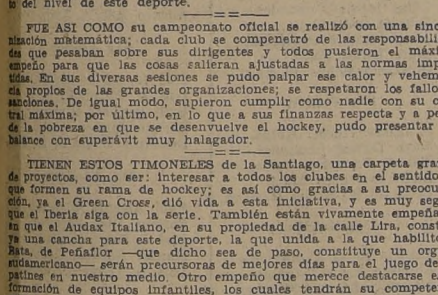 del nivel de este deporte.
FUE ASI COMO su campeonato oficial se realizó con una sinc
nización matemática; cada club se compenetró de las responsabili
des que pesaban sobre sus dirigentes y todos pusieron el máxi
empeño para que las cosas salieran ajustadas a las normas imp
tidas. En sus diversas sesiones se pudo palpar ese calor y vehem
cia propios de las grandes organizaciones; se respetaron los fallo
sanciones. De igual modo, supieron cumplir como nadie con su c
tral máxima; por último, en lo que a sus finanzas respecta y a pe
de la pobreza en que se desenvuelve el hockey, pudo presentar
balance con superávit muy halagador.
TIENEN ESTOS TIMONELES de la Santiago, una carpeta gra
de proyectos, como ser: interesar a todos los clubes en el sentido
que formen su rama de hockey; es así como gracias a su preocu
ción, ya el Green Cross, dió vida a esta iniciativa, y es muy seg
que el Iberia siga con la serie. También están vivamente empeña
en que el Audax Italiano, en su propiedad de la calle Lira, const
ya una cancha para este deporte, la que unida a la que habilite
Rata, de Peñaflor —que dicho sea de paso, constituye un org
sudamericano— serán precursoras de mejores días para el juego d
patines en nuestro medio. Otro empeño que merece destacarse e
formación de equipos infantiles, los cuales tendrán su compete